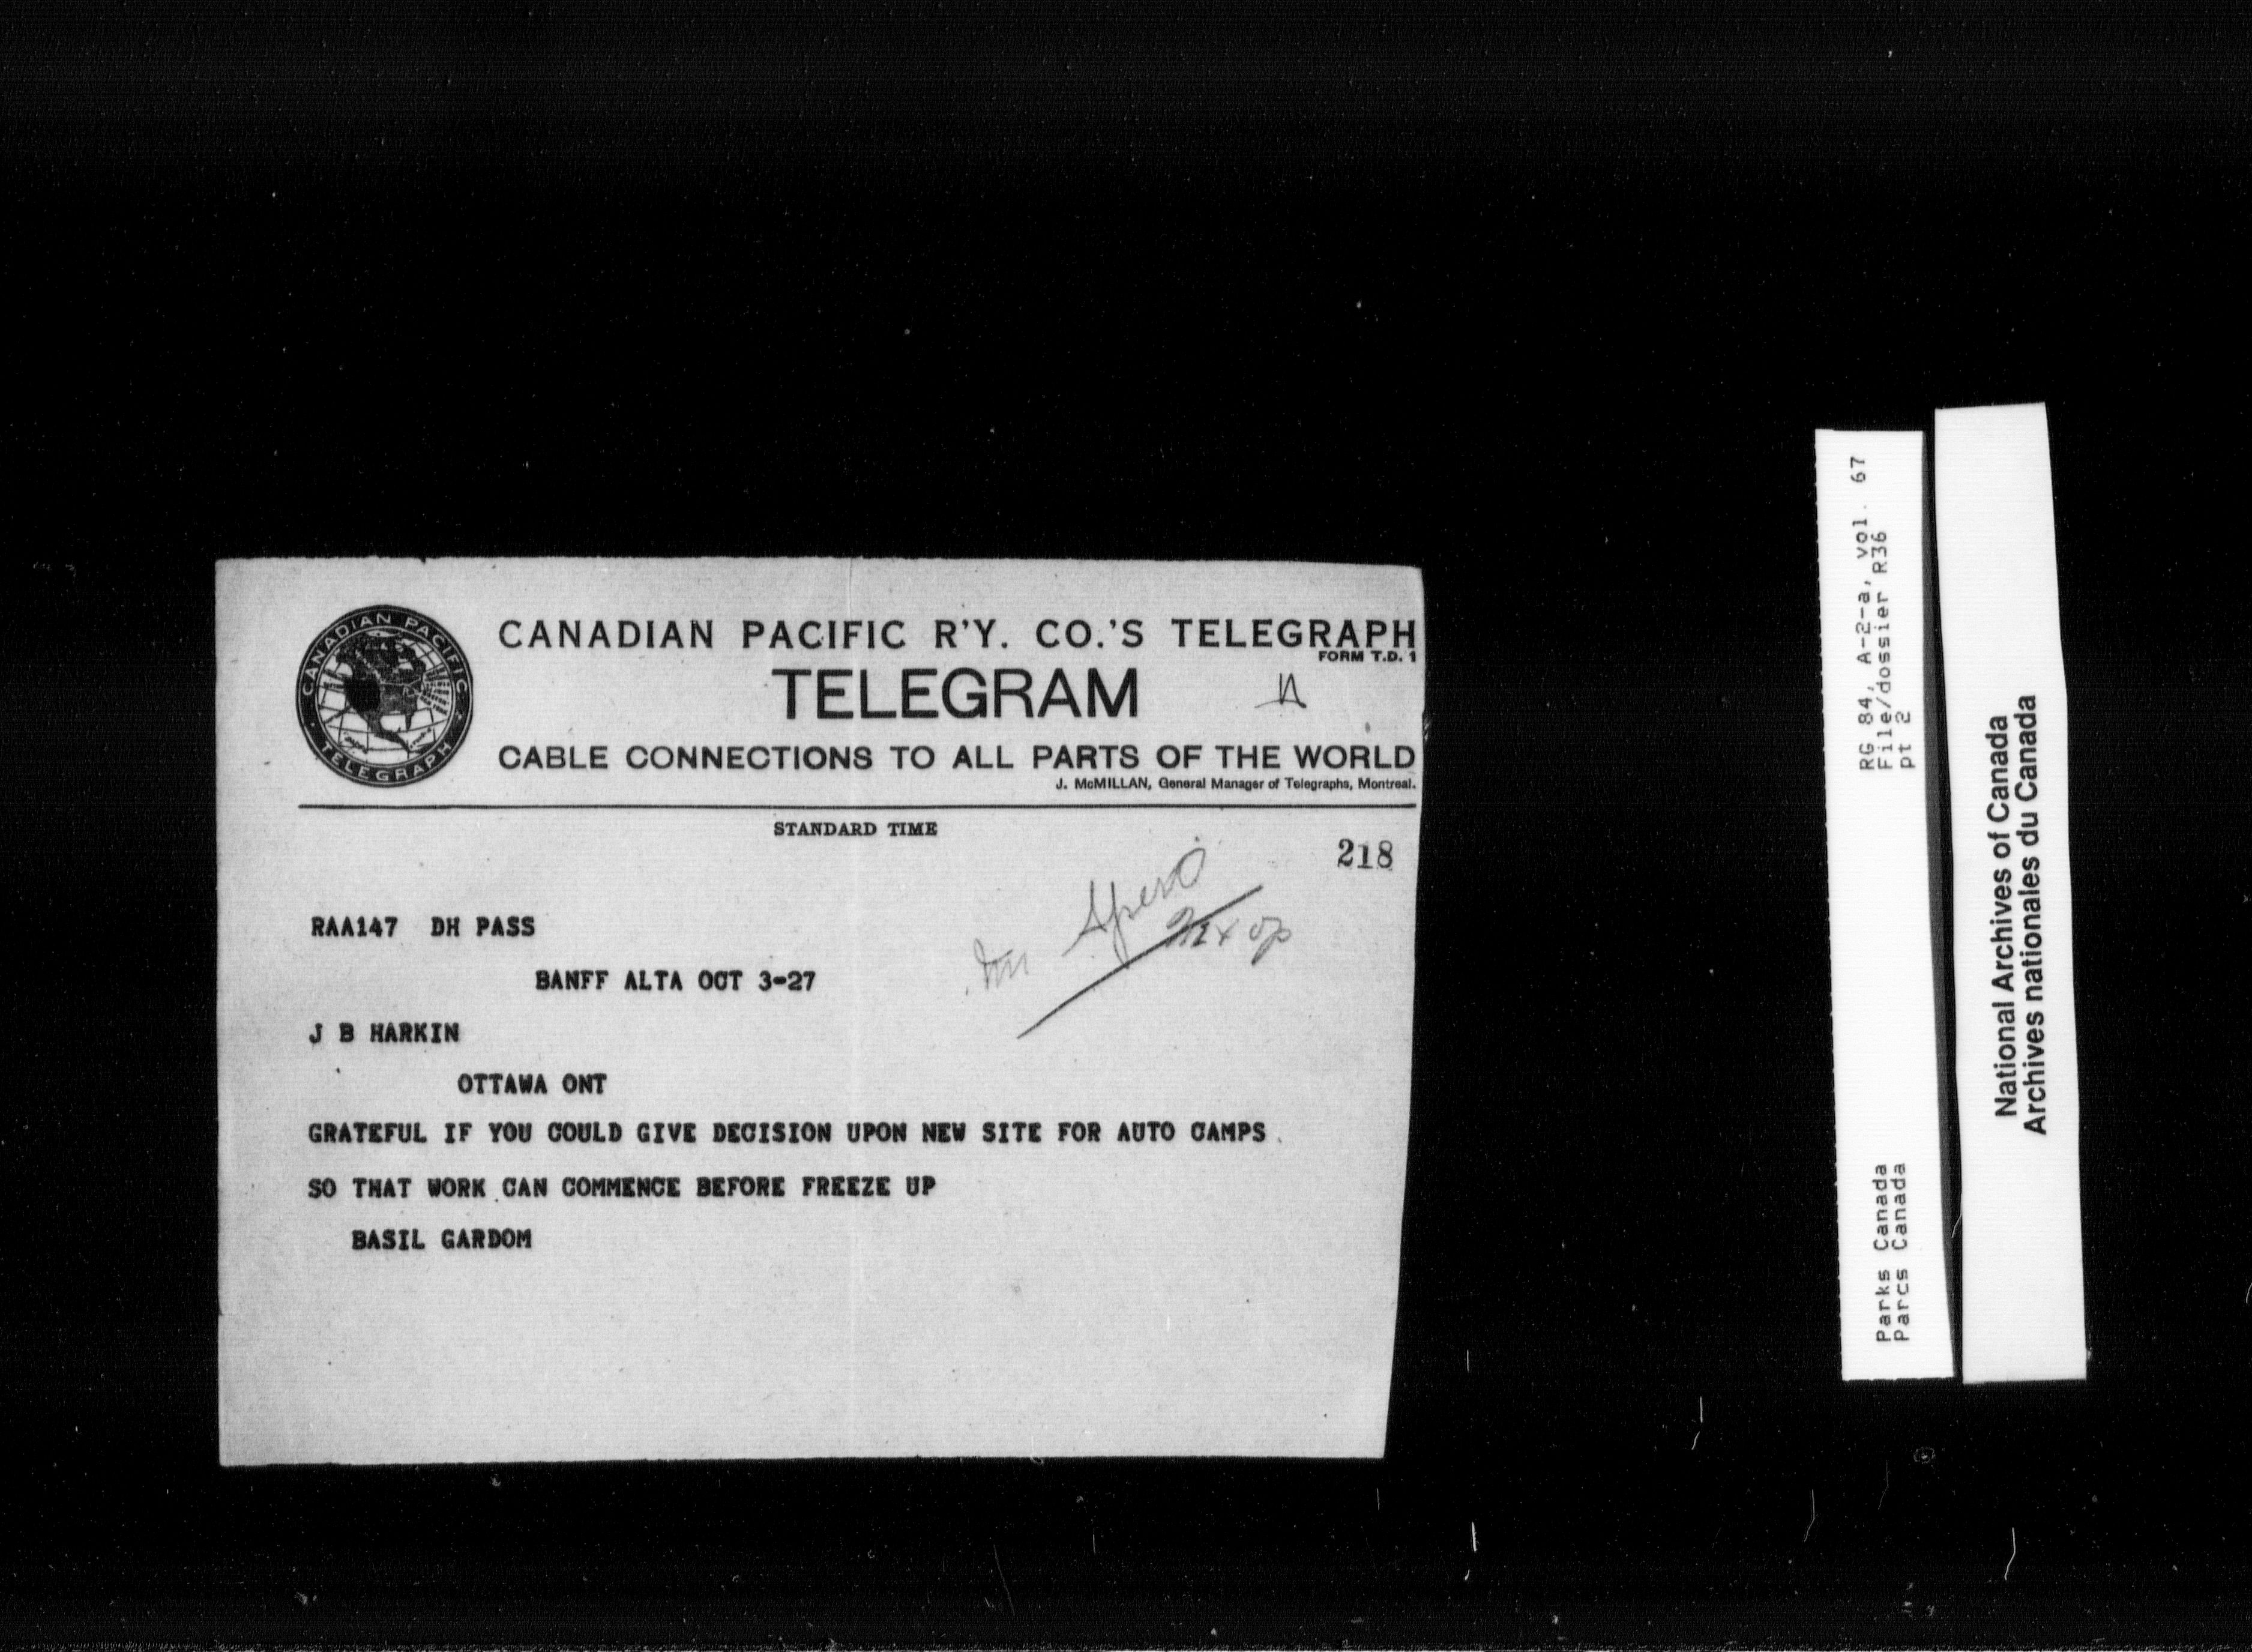 CANADIAN PACIFIC
TELEGRAPH
CANADIAN PACIFIC R'Y. CO.'S TELEGRAPH
FORM T.D. 1
TELEGRAM
CABLE CONNECTIONS TO ALL PARTS OF THE WORLD
J. McMILLAN, General Manager of Telegraphs, Montreal.
STANDARD TIME
218
RAA147 DH PASS
BANFF ALTA OCT 3-27
J B HARKIN
OTTAWA ONT
GRATEFUL IF YOU COULD GIVE DECISION UPON NEW SITE FOR AUTO CAMPS
SO THAT WORK CAN COMMENCE BEFORE FREEZE UP
BASIL GARDOM
Parks Canada RG 84, A-2-a, vol. 67
Parcs Canada File/dossier R36
pt 2
National Archives of Canada
Archives nationales du Canada